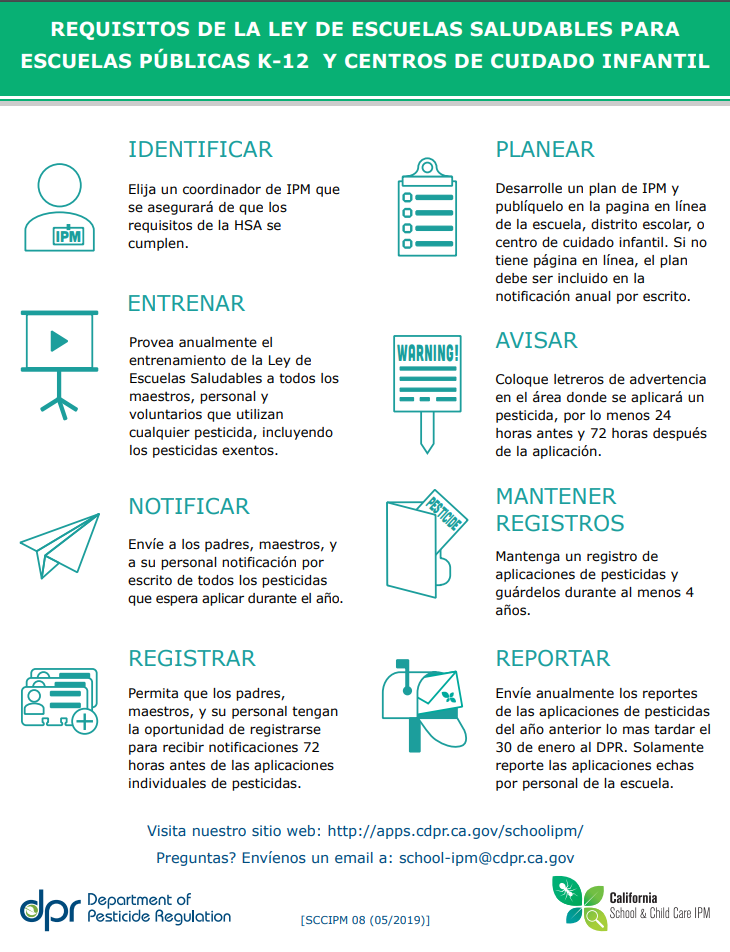 REQUISITOS DE LA LEY DE ESCUELAS SALUDABLES PARA
ESCUELAS PÚBLICAS K-12 Y CENTROS DE CUIDADO INFANTIL
IDENTIFICAR
Elija un coordinador de IPM que
se asegurará de que los
requisitos de la HSA se
cumplen.
IPM
ENTRENAR
Provea anualmente el
entrenamiento de la Ley de
Escuelas Saludables a todos los
maestros, personal y
voluntarios que utilizan
cualquier pesticida, incluyendo
los pesticidas exentos.
NOTIFICAR
Envíe a los padres, maestros, y
a su personal notificación por
escrito de todos los pesticidas
que espera aplicar durante el año.
REGISTRAR
Permita que los padres,
maestros, y su personal tengan
la oportunidad de registrarse
para recibir notificaciones 72
horas antes de las aplicaciones
individuales de pesticidas.
PLANEAR
Desarrolle un plan de IPM y
publíquelo en la pagina en línea
de la escuela, distrito escolar, o
centro de cuidado infantil. Si no
tiene página en línea, el plan
debe ser incluido en la
notificación anual por escrito.
WARNING!
AVISAR
Coloque letreros de advertencia
en el área donde se aplicará un
pesticida, por lo menos 24
horas antes y 72 horas después
de la aplicación.
PESTICIDE
MANTENER
REGISTROS
Mantenga un registro de
aplicaciones de pesticidas y
guárdelos durante al menos 4
años.
REPORTAR
Envíe anualmente los reportes
de las aplicaciones de pesticidas
del año anterior lo mas tardar el
30 de enero al DPR. Solamente
reporte las aplicaciones echas
por personal de la escuela.
Visita nuestro sitio web: http://apps.cdpr.ca.gov/schoolipm/
Preguntas? Envíenos un email a: school-ipm@cdpr.ca.gov
dpr Department of
Pesticide Regulation
[SCCIPM 08 (05/2019)]
California
School & Child Care IPM